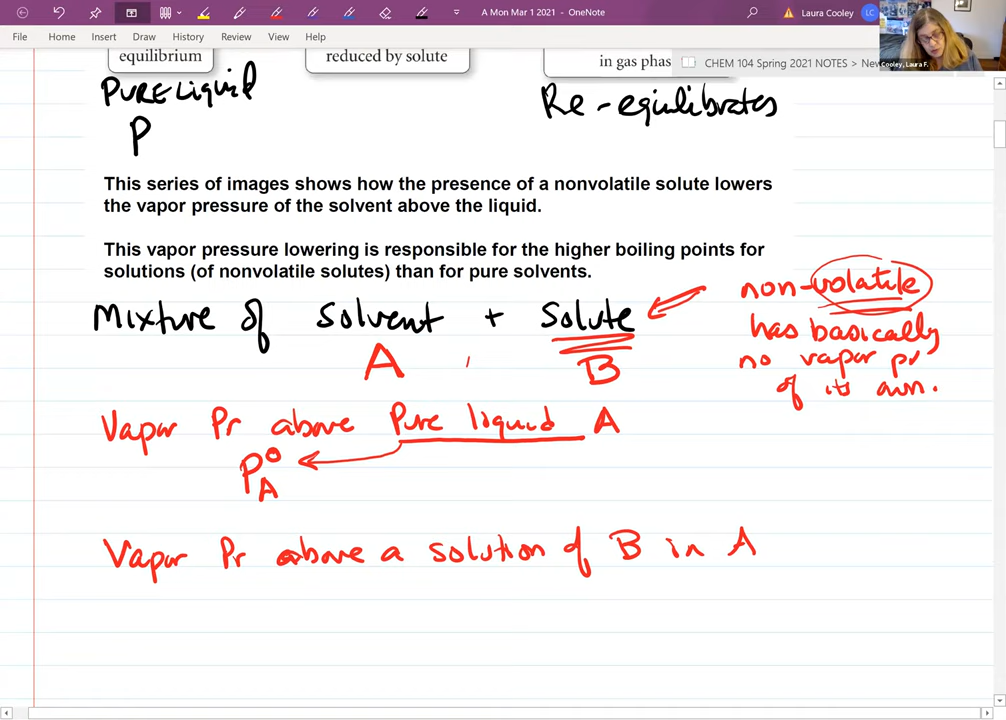 A Mon Mar 1 2021 - OneNote
Laura Cooley
LC
File Home Insert Draw History Review View Help
CHEM 104 Spring 2021 NOTES > Ne
Cooley, Laura F.
equilibrium
reduced by solute
in gas phas
PURE LIQUID
Re-equilibrates
P
This series of images shows how the presence of a nonvolatile solute lowers
the vapor pressure of the solvent above the liquid.
This vapor pressure lowering is responsible for the higher boiling points for
solutions (of nonvolatile solutes) than for pure solvents.
non-volatile
has basically
no vapor pr
of its own.
Mixture of solvent + Solute
A , B
Vapor Pr above Pure liquid A
P°A
Vapor Pr above a solution of B in A